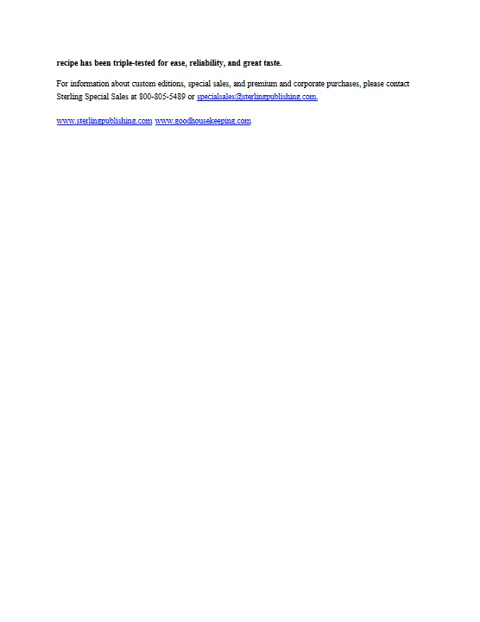 recipe has been triple-tested for ease, reliability, and great taste.
For information about custom editions, special sales, and premium and corporate purchases, please contact
Sterling Special Sales at 800-805-5489 or specialsales@sterlingpublishing.com.
www.sterlingpublishing.com www.goodhousekeeping.com